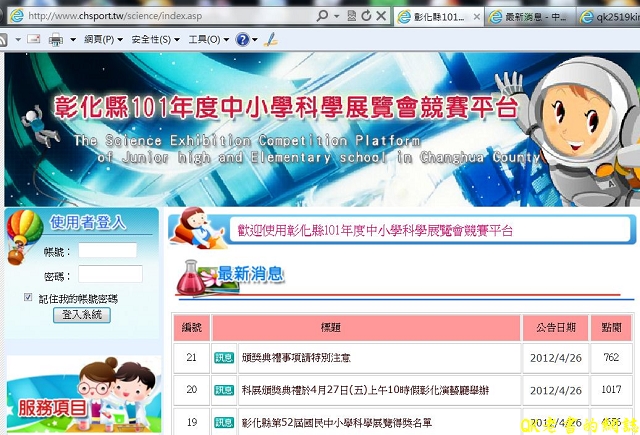 http://www.chsport.tw/science/index.asp
彰化縣101...
最新消息 - 中...
qk2519kin
網頁(P)
安全性(S)
工具(O)
彰化縣101年度中小學科學展覽會競賽平台
The Science Exhibition Competition Platform
of Junior high and Elementary school in Changhua County
使用者登入
歡迎使用彰化縣101年度中小學科學展覽會競賽平台
帳號：
密碼：
最新消息
記住我的帳號密碼
登入系統
編號 標題 公告日期 點閱
21 訊息 頒獎典禮事項請特別注意 2012/4/26 762
20 訊息 科展頒獎典禮於4月27日(五)上午10時假彰化演藝廳舉辦 2012/4/26 1017
服務項目
19 訊息 彰化縣第52屆國民中小學科學展覽得獎名單 2012/4/26 4656